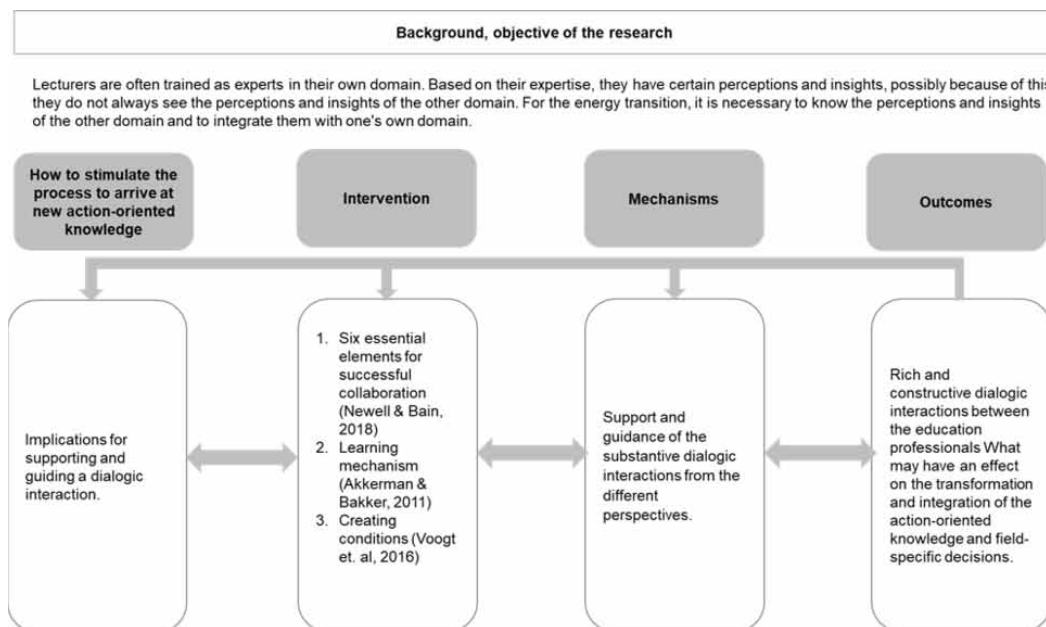 Background, objective of the research
Lecturers are often trained as experts in their own domain. Based on their expertise, they have certain perceptions and insights, possibly because of this
they do not always see the perceptions and insights of the other domain. For the energy transition, it is necessary to know the perceptions and insights
of the other domain and to integrate them with one's own domain.
How to stimulate the
process to arrive at
new action-oriented
knowledge
Intervention
Mechanisms
Outcomes
Implications for
supporting and
guiding a dialogic
interaction.
1. Six essential
elements for
successful
collaboration
(Newell & Bain,
2018)
2. Learning
mechanism
(Akkerman &
Bakker, 2011)
3. Creating
conditions (Voogt
et. al, 2016)
Support and
guidance of the
substantive dialogic
interactions from the
different
perspectives.
Rich and
constructive dialogic
interactions between
the education
professionals What
may have an effect
on the transformation
and integration of the
action-oriented
knowledge and field-
specific decisions.